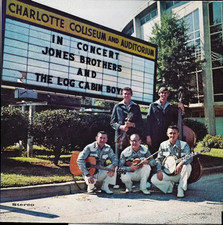 CHARLOTTE COLISEUM AND AUDITORIUM
IN CONCERT
JONES BROTHERS
AND
THE LOG CABIN BOYS
Stereo